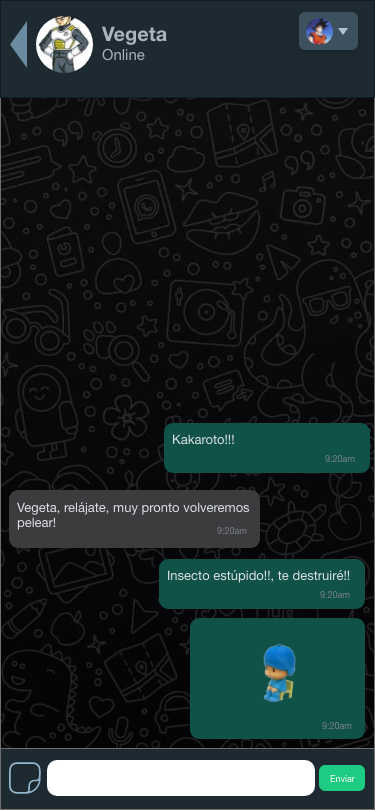 Vegeta
Online
Kakaroto!!!
9:20am
Vegeta, relájate, muy pronto volveremos
pelear!
9:20am
Insecto estúpido!!, te destruiré!!
9:20am
9:20am
Enviar